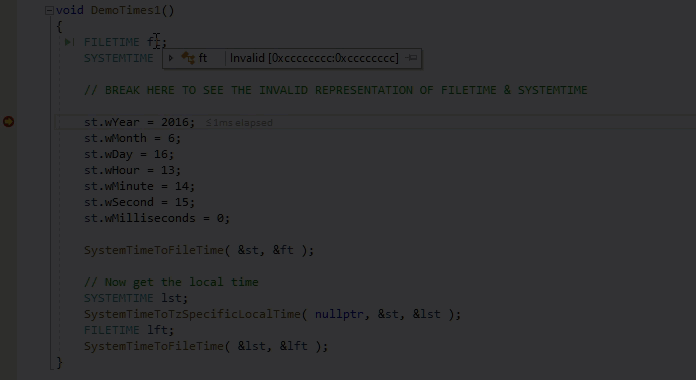 void DemoTimes1()
{
FILETIME ft;
SYSTEMTIME
ft Invalid [0xcccccccc:0xcccccccc]
// BREAK HERE TO SEE THE INVALID REPRESENTATION OF FILETIME & SYSTEMTIME
st.wYear = 2016; ≤1ms elapsed
st.wMonth = 6;
st.wDay = 16;
st.wHour = 13;
st.wMinute = 14;
st.wSecond = 15;
st.wMilliseconds = 0;
SystemTimeToFileTime( &st, &ft );
// Now get the local time
SYSTEMTIME lst;
SystemTimeToTzSpecificLocalTime( nullptr, &st, &lst );
FILETIME lft;
SystemTimeToFileTime( &lst, &lft );
}